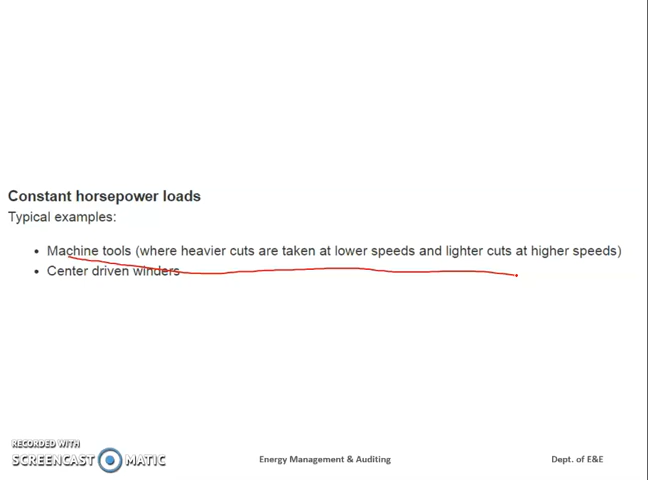 Constant horsepower loads
Typical examples:
• Machine tools (where heavier cuts are taken at lower speeds and lighter cuts at higher speeds)
• Center driven winders
RECORDED WITH
SCREENCAST MATIC
Energy Management & Auditing
Dept. of E&E